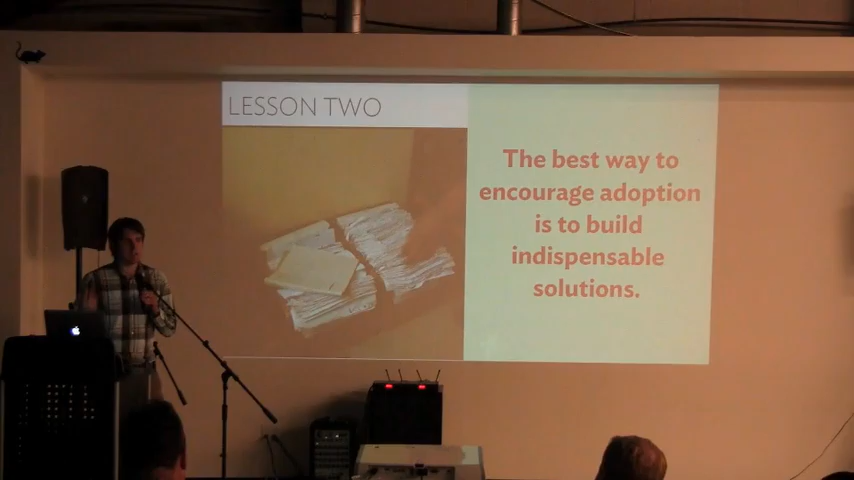 LESSON TWO
The best way to
encourage adoption
is to build
indispensable
solutions.